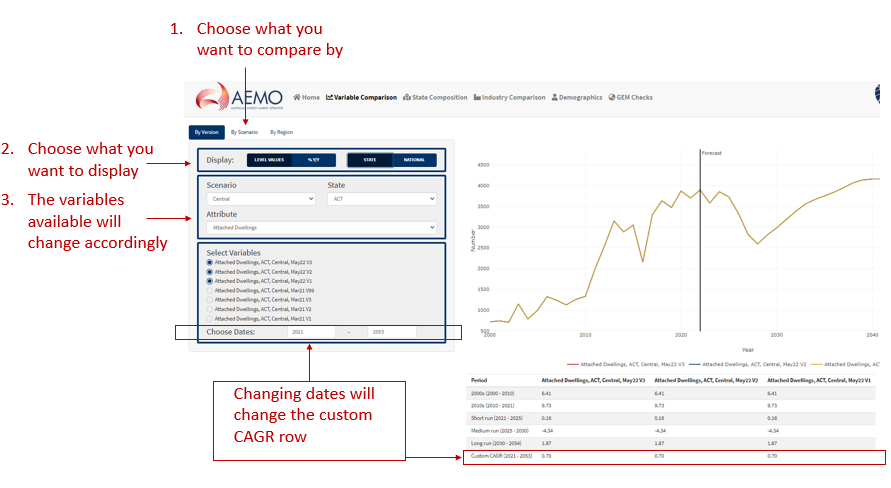 1. Choose what you
want to compare by
AEMO
Home Variable Comparison State Composition Industry Comparison Demographics GEM Checks
By Version By Scenario By Region
2. Choose what you
want to display
Display: LEVEL VALUES % Y/Y STATE NATIONAL
3. The variables
available will
change accordingly
Scenario State
Central ACT
Attribute
Attached Dwellings
Select Variables
Attached Dwellings, ACT, Central, May22 V3
Attached Dwellings, ACT, Central, May22 V2
Attached Dwellings, ACT, Central, May22 V1
Attached Dwellings, ACT, Central, Mar21 V99
Attached Dwellings, ACT, Central, Mar21 V3
Attached Dwellings, ACT, Central, Mar21 V2
Attached Dwellings, ACT, Central, Mar21 V1
Choose Dates: 2021 - 2053
Changing dates will
change the custom
CAGR row
Forecast
4500
4000
3500
3000
2500
2000
1500
1000
500
Number
2000 2010 2020 2030 2040
Year
Attached Dwellings, ACT, Central, May22 V3 Attached Dwellings, ACT, Central, May22 V2 Attached Dwellings, AC
Period Attached Dwellings, ACT, Central, May22 V3 Attached Dwellings, ACT, Central, May22 V2 Attached Dwellings, ACT, Central, May22 V1
2000s (2000 - 2010) 6.41 6.41 6.41
2010s (2010 - 2021) 9.73 9.73 9.73
Short run (2021 - 2025) 0.16 0.16 0.16
Medium run (2025 - 2030) -4.34 -4.34 -4.34
Long run (2030 - 2054) 1.87 1.87 1.87
Custom CAGR (2021 - 2053) 0.70 0.70 0.70